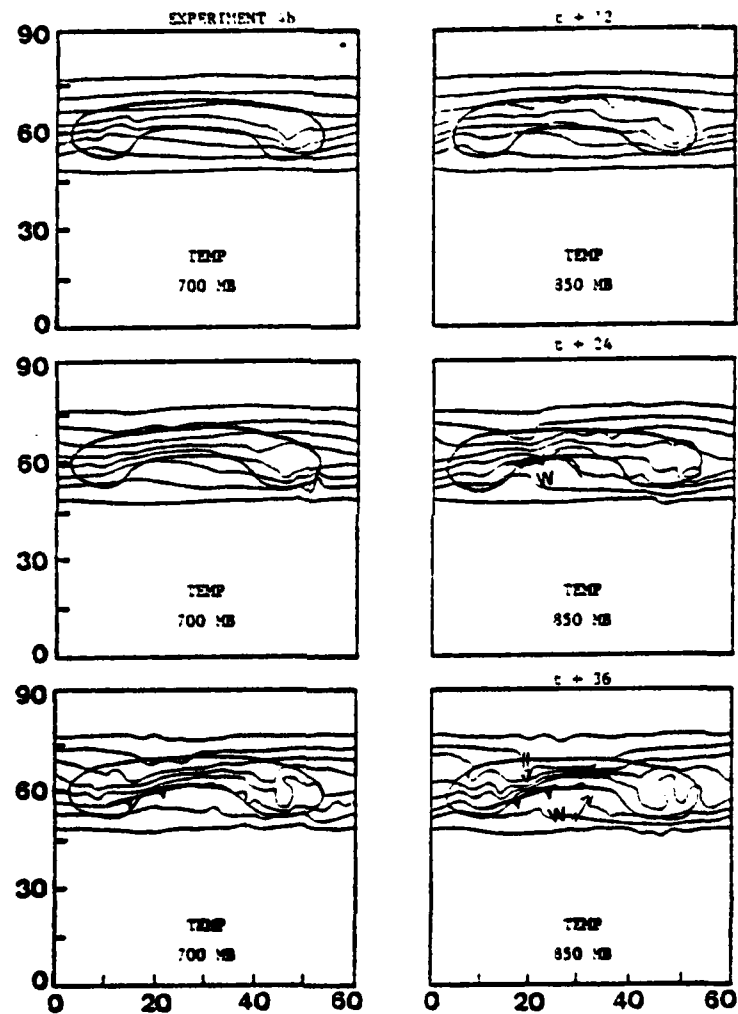 EXPERIMENT
t + 12
90
60
30
0
TEMP
700 MB
TEMP
850 MB
t + 24
90
60
30
0
W
TEMP
700 MB
TEMP
850 MB
t + 36
90
60
30
0
W
TEMP
700 MB
TEMP
850 MB
0 20 40 60
0 20 40 60